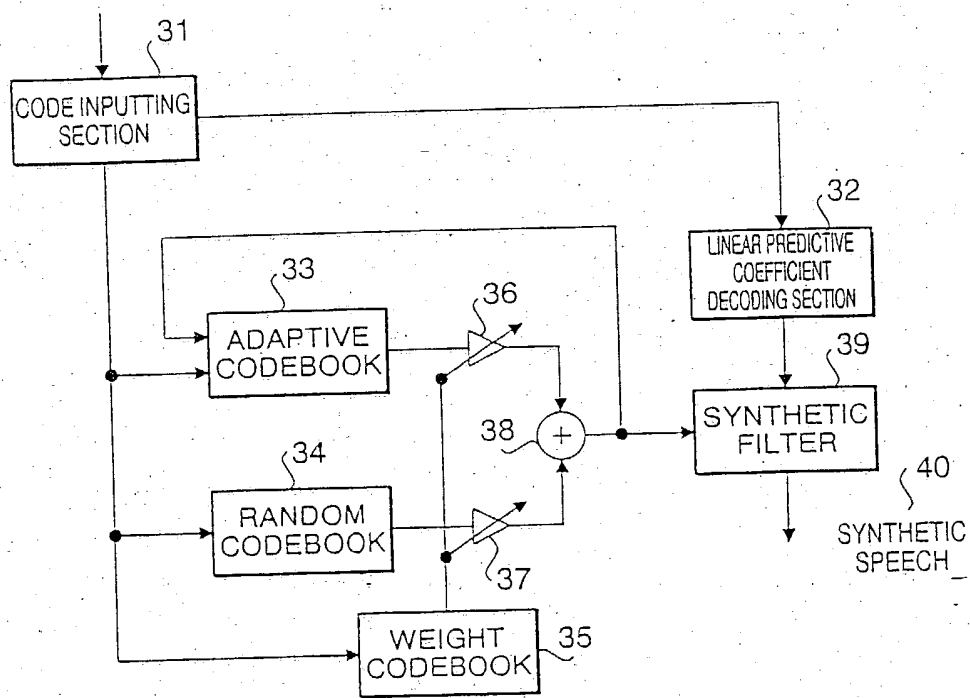 31
CODE INPUTTING
SECTION
32
LINEAR PREDICTIVE
COEFFICIENT
DECODING SECTION
33
ADAPTIVE
CODEBOOK
36
39
SYNTHETIC
FILTER
38
+
34
RANDOM
CODEBOOK
37
40
SYNTHETIC
SPEECH
WEIGHT
CODEBOOK
35